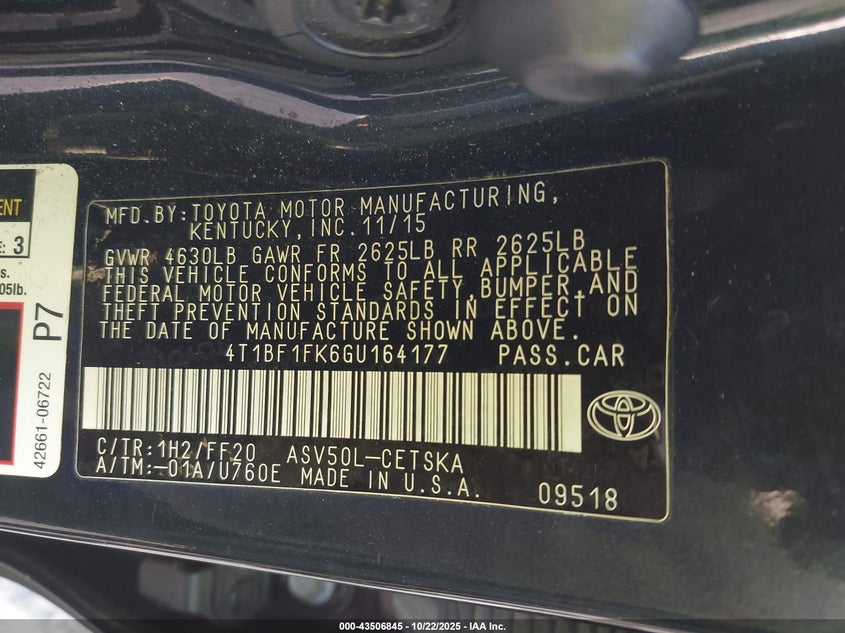 MFD.BY:TOYOTA MOTOR MANUFACTURING,
KENTUCKY,INC.11/15
GVWR 4630LB GAWR FR 2625LB RR 2625LB
THIS VEHICLE CONFORMS TO ALL APPLICABLE
FEDERAL MOTOR VEHICLE SAFETY,BUMPER,AND
THEFT PREVENTION STANDARDS IN EFFECT ON
THE DATE OF MANUFACTURE SHOWN ABOVE.
4T1BF1FK6GU164177 PASS.CAR
C/TR:1H2/FF20 ASV50L-CETSKA
A/TM:-01A/U760E MADE IN U.S.A. 09518
ENT
E: 3
s.
05lb.
P7
42661-06722
000-43506845 - 10/22/2025 - IAA Inc.